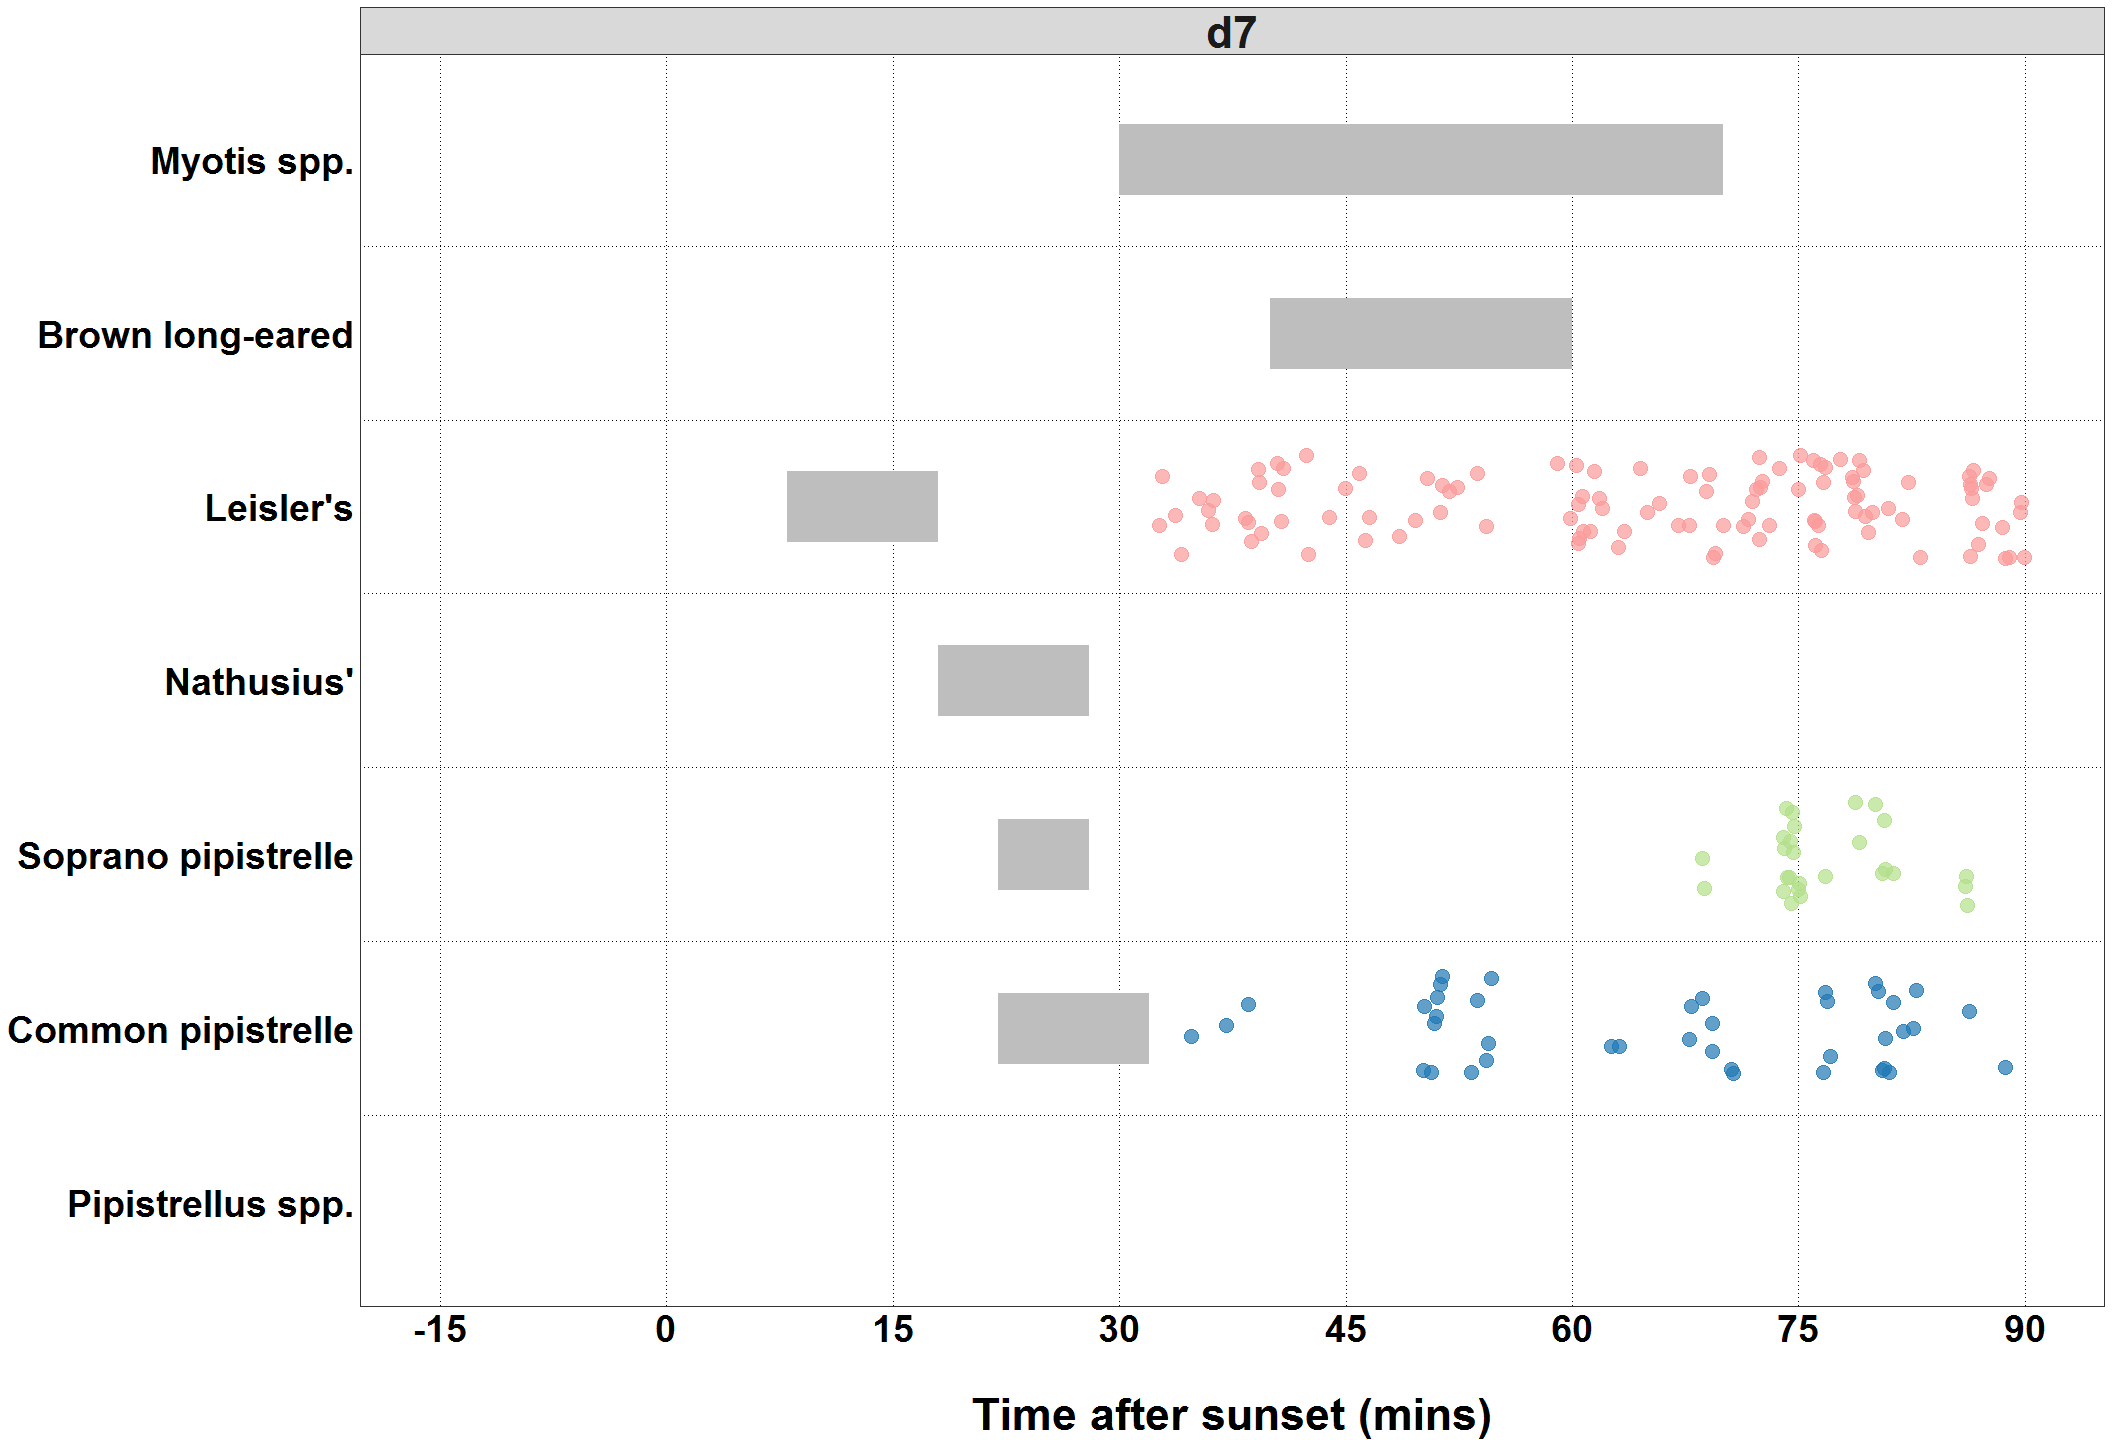 d7
Myotis spp.
Brown long-eared
Leisler's
Nathusius'
Soprano pipistrelle
Common pipistrelle
Pipistrellus spp.
-15 0 15 30 45 60 75 90
Time after sunset (mins)